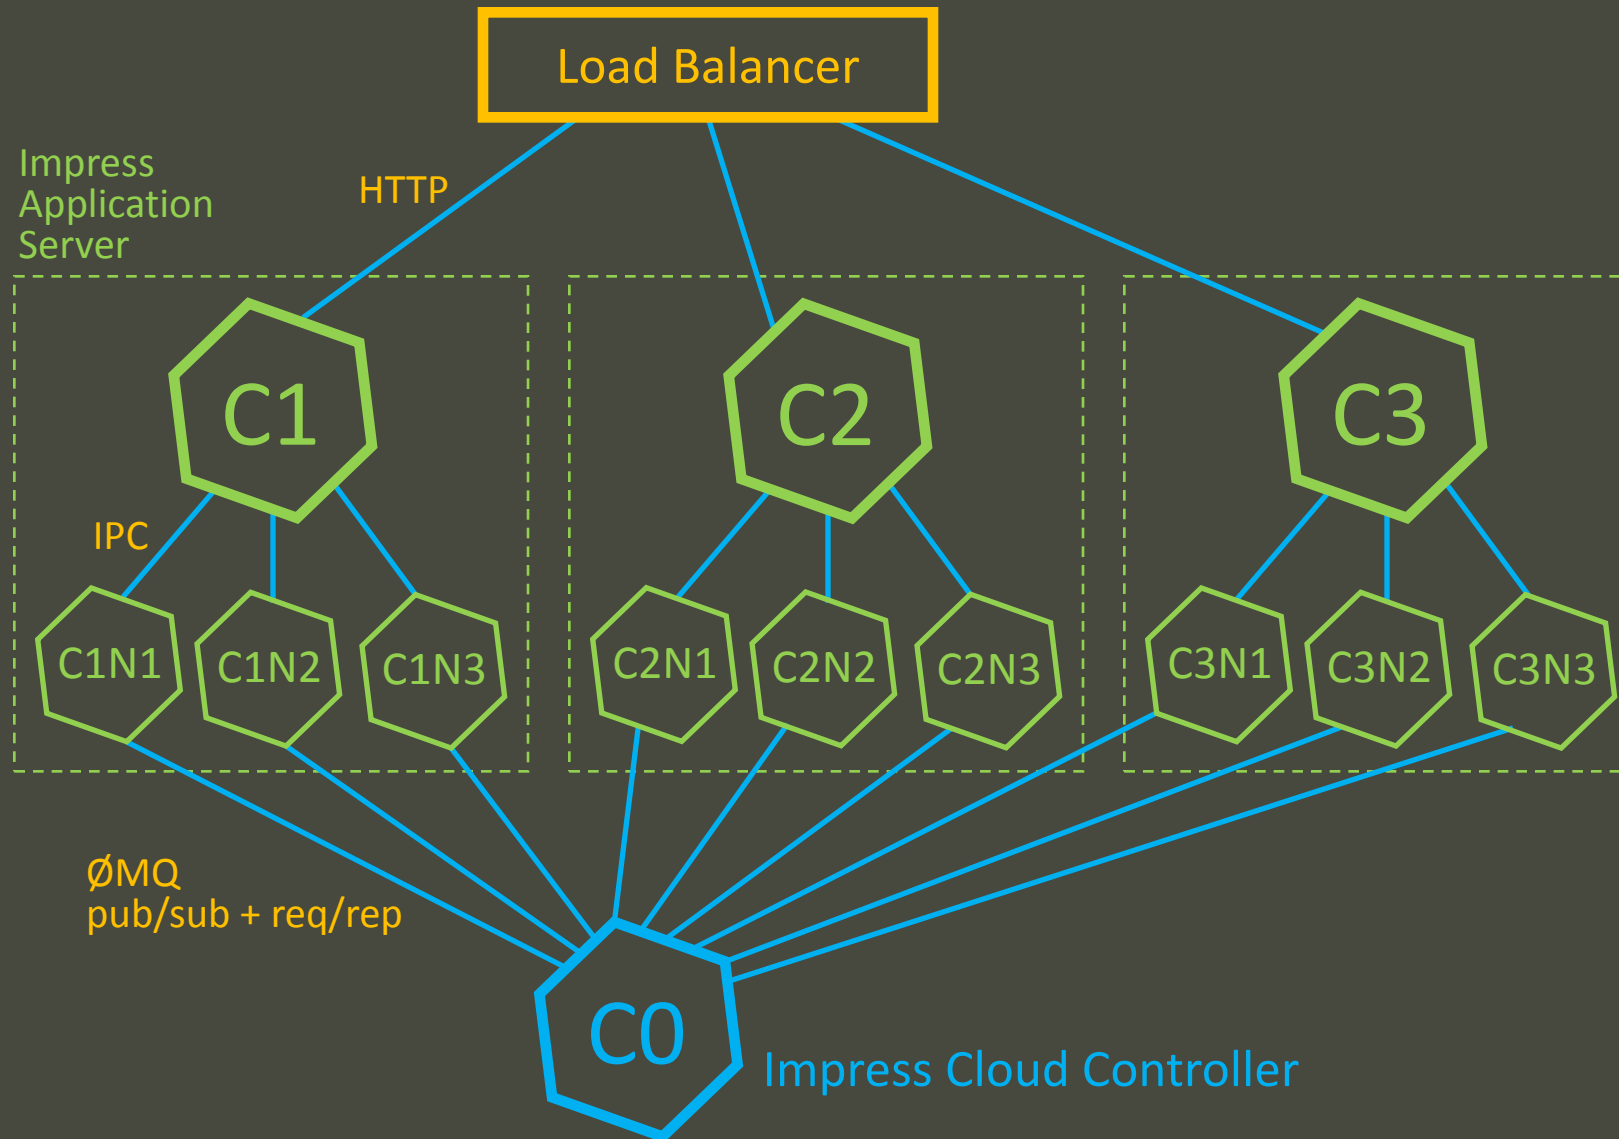 Load Balancer
Impress
Application
Server
HTTP
C1
C2
C3
IPC
C1N1
C1N2
C1N3
C2N1
C2N2
C2N3
C3N1
C3N2
C3N3
ØMQ
pub/sub + req/rep
C0
Impress Cloud Controller